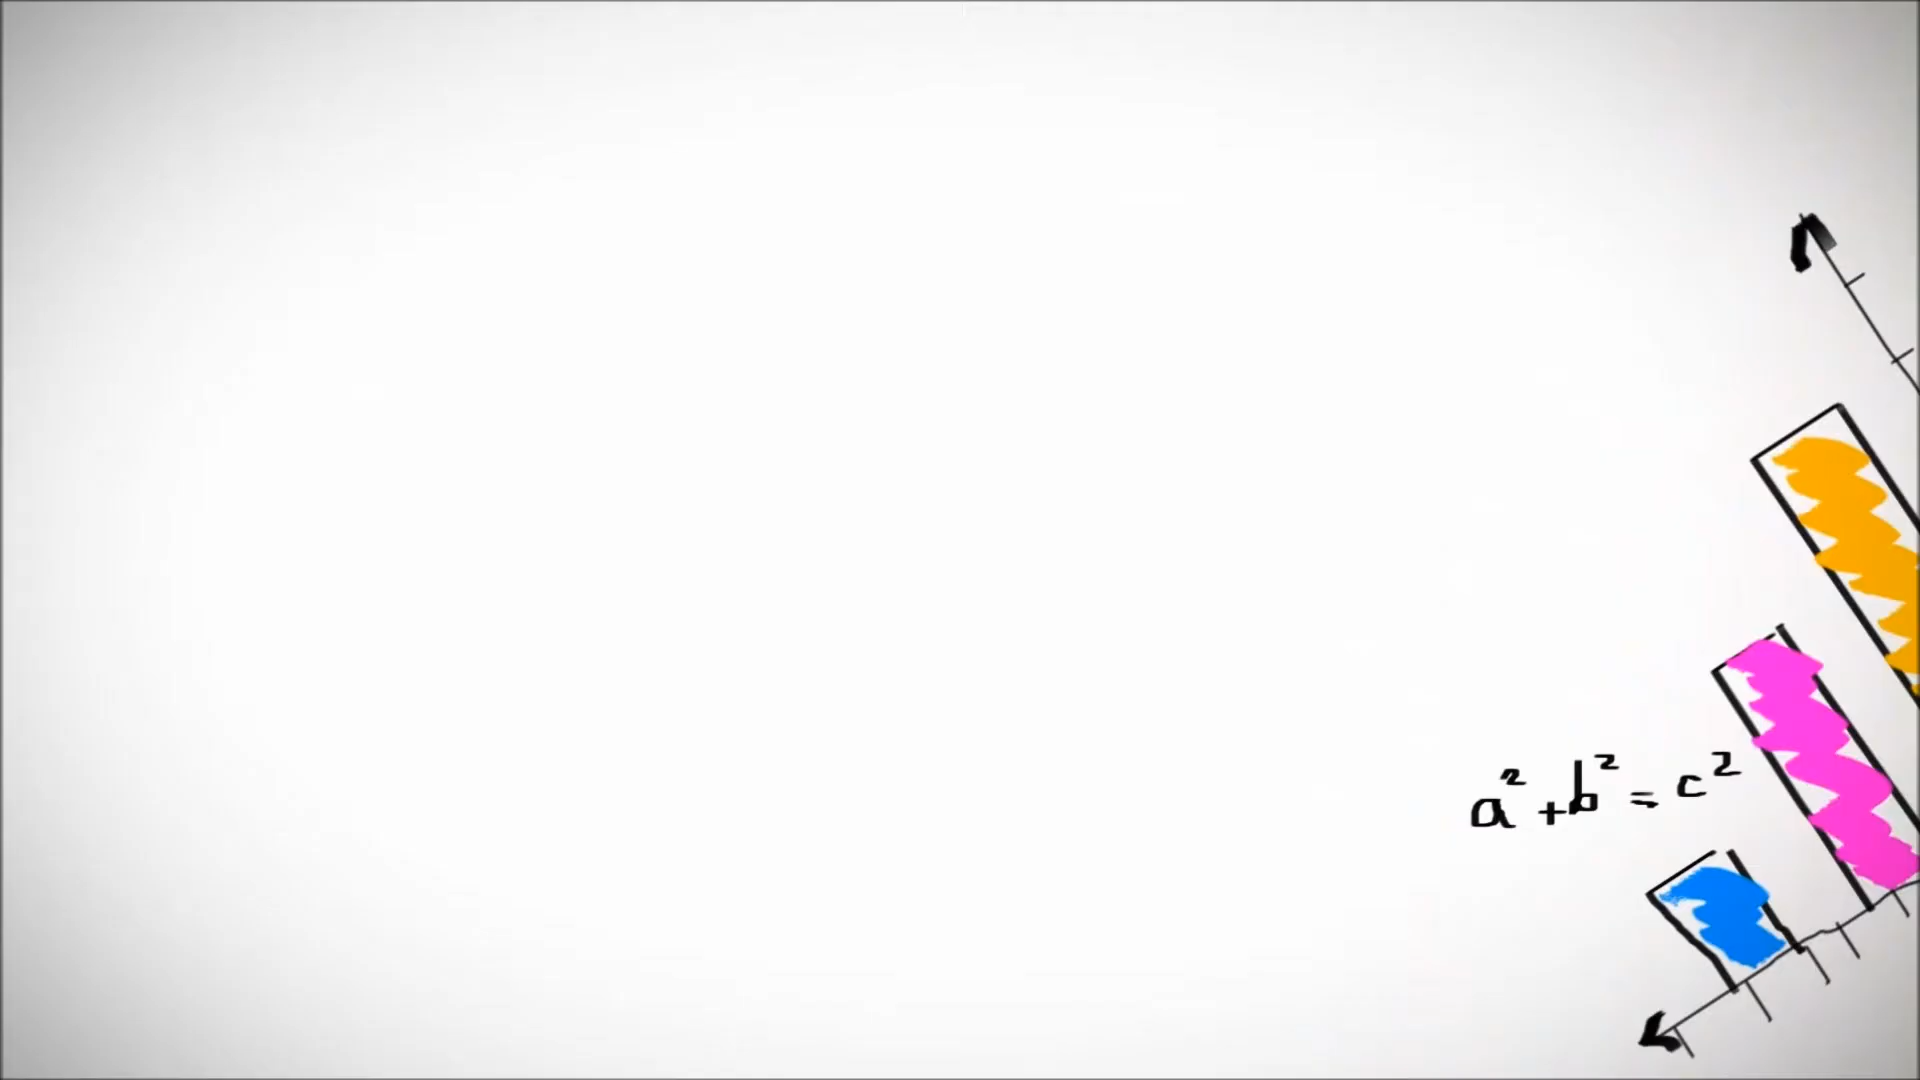 a² + b² = c²